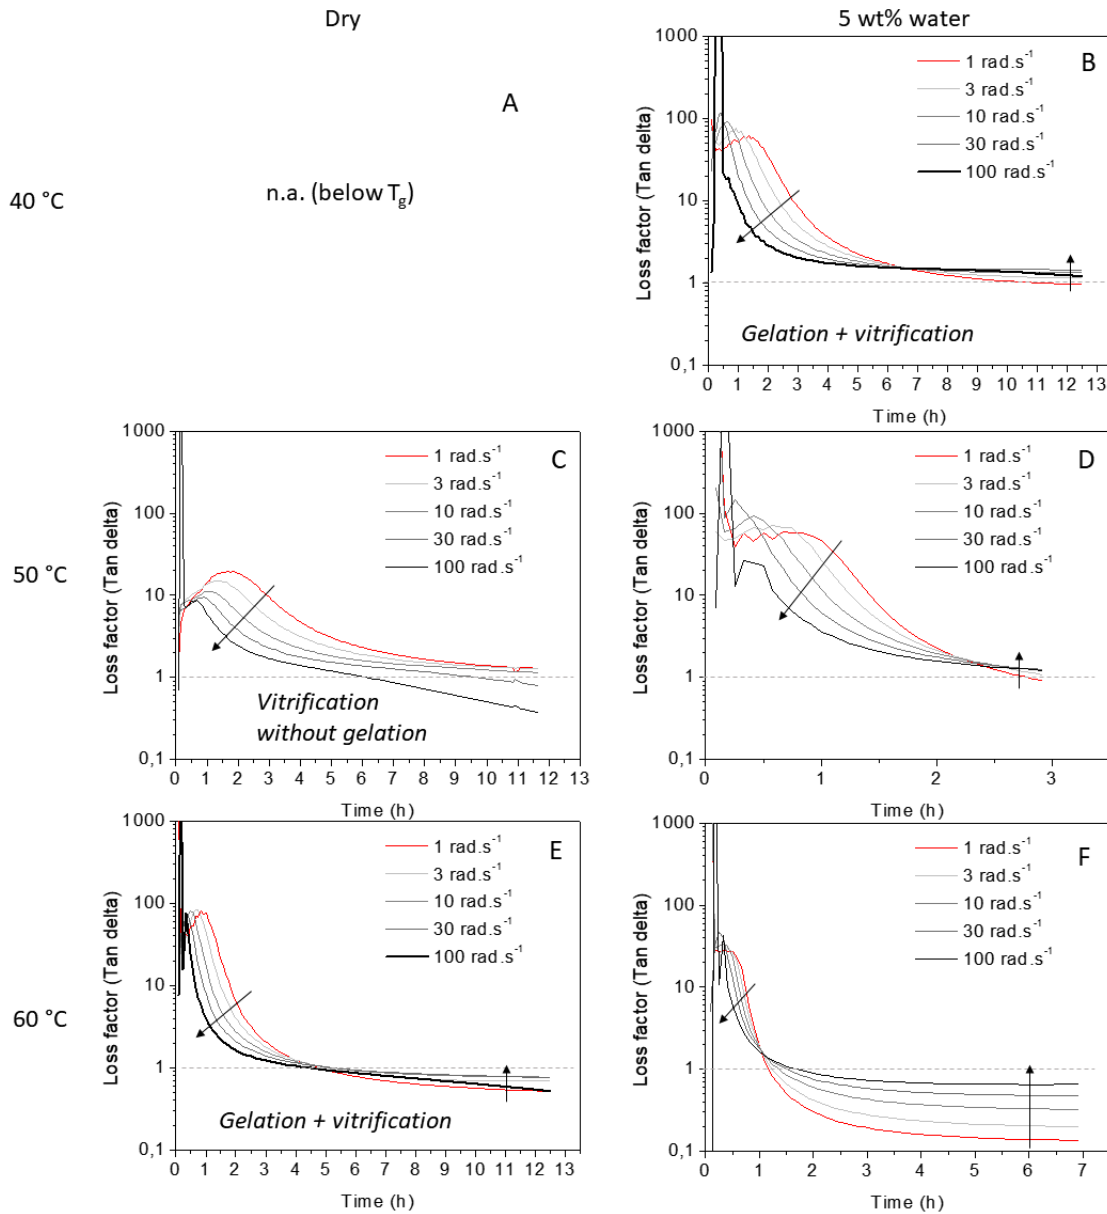 Dry
5 wt% water
40 °C
A
n.a. (below Tg)
B
1 rad.s-1
3 rad.s-1
10 rad.s-1
30 rad.s-1
100 rad.s-1
Gelation + vitrification
Loss factor (Tan delta)
1000
100
10
1
0,1
0 1 2 3 4 5 6 7 8 9 10 11 12 13
Time (h)
50 °C
C
1 rad.s-1
3 rad.s-1
10 rad.s-1
30 rad.s-1
100 rad.s-1
Vitrification
without gelation
Loss factor (Tan delta)
1000
100
10
1
0,1
0 1 2 3 4 5 6 7 8 9 10 11 12 13
Time (h)
D
1 rad.s-1
3 rad.s-1
10 rad.s-1
30 rad.s-1
100 rad.s-1
Loss factor (Tan delta)
1000
100
10
1
0,1
0 1 2 3
Time (h)
60 °C
E
1 rad.s-1
3 rad.s-1
10 rad.s-1
30 rad.s-1
100 rad.s-1
Gelation + vitrification
Loss factor (Tan delta)
1000
100
10
1
0,1
0 1 2 3 4 5 6 7 8 9 10 11 12 13
Time (h)
F
1 rad.s-1
3 rad.s-1
10 rad.s-1
30 rad.s-1
100 rad.s-1
Loss factor (Tan delta)
1000
100
10
1
0,1
0 1 2 3 4 5 6 7
Time (h)